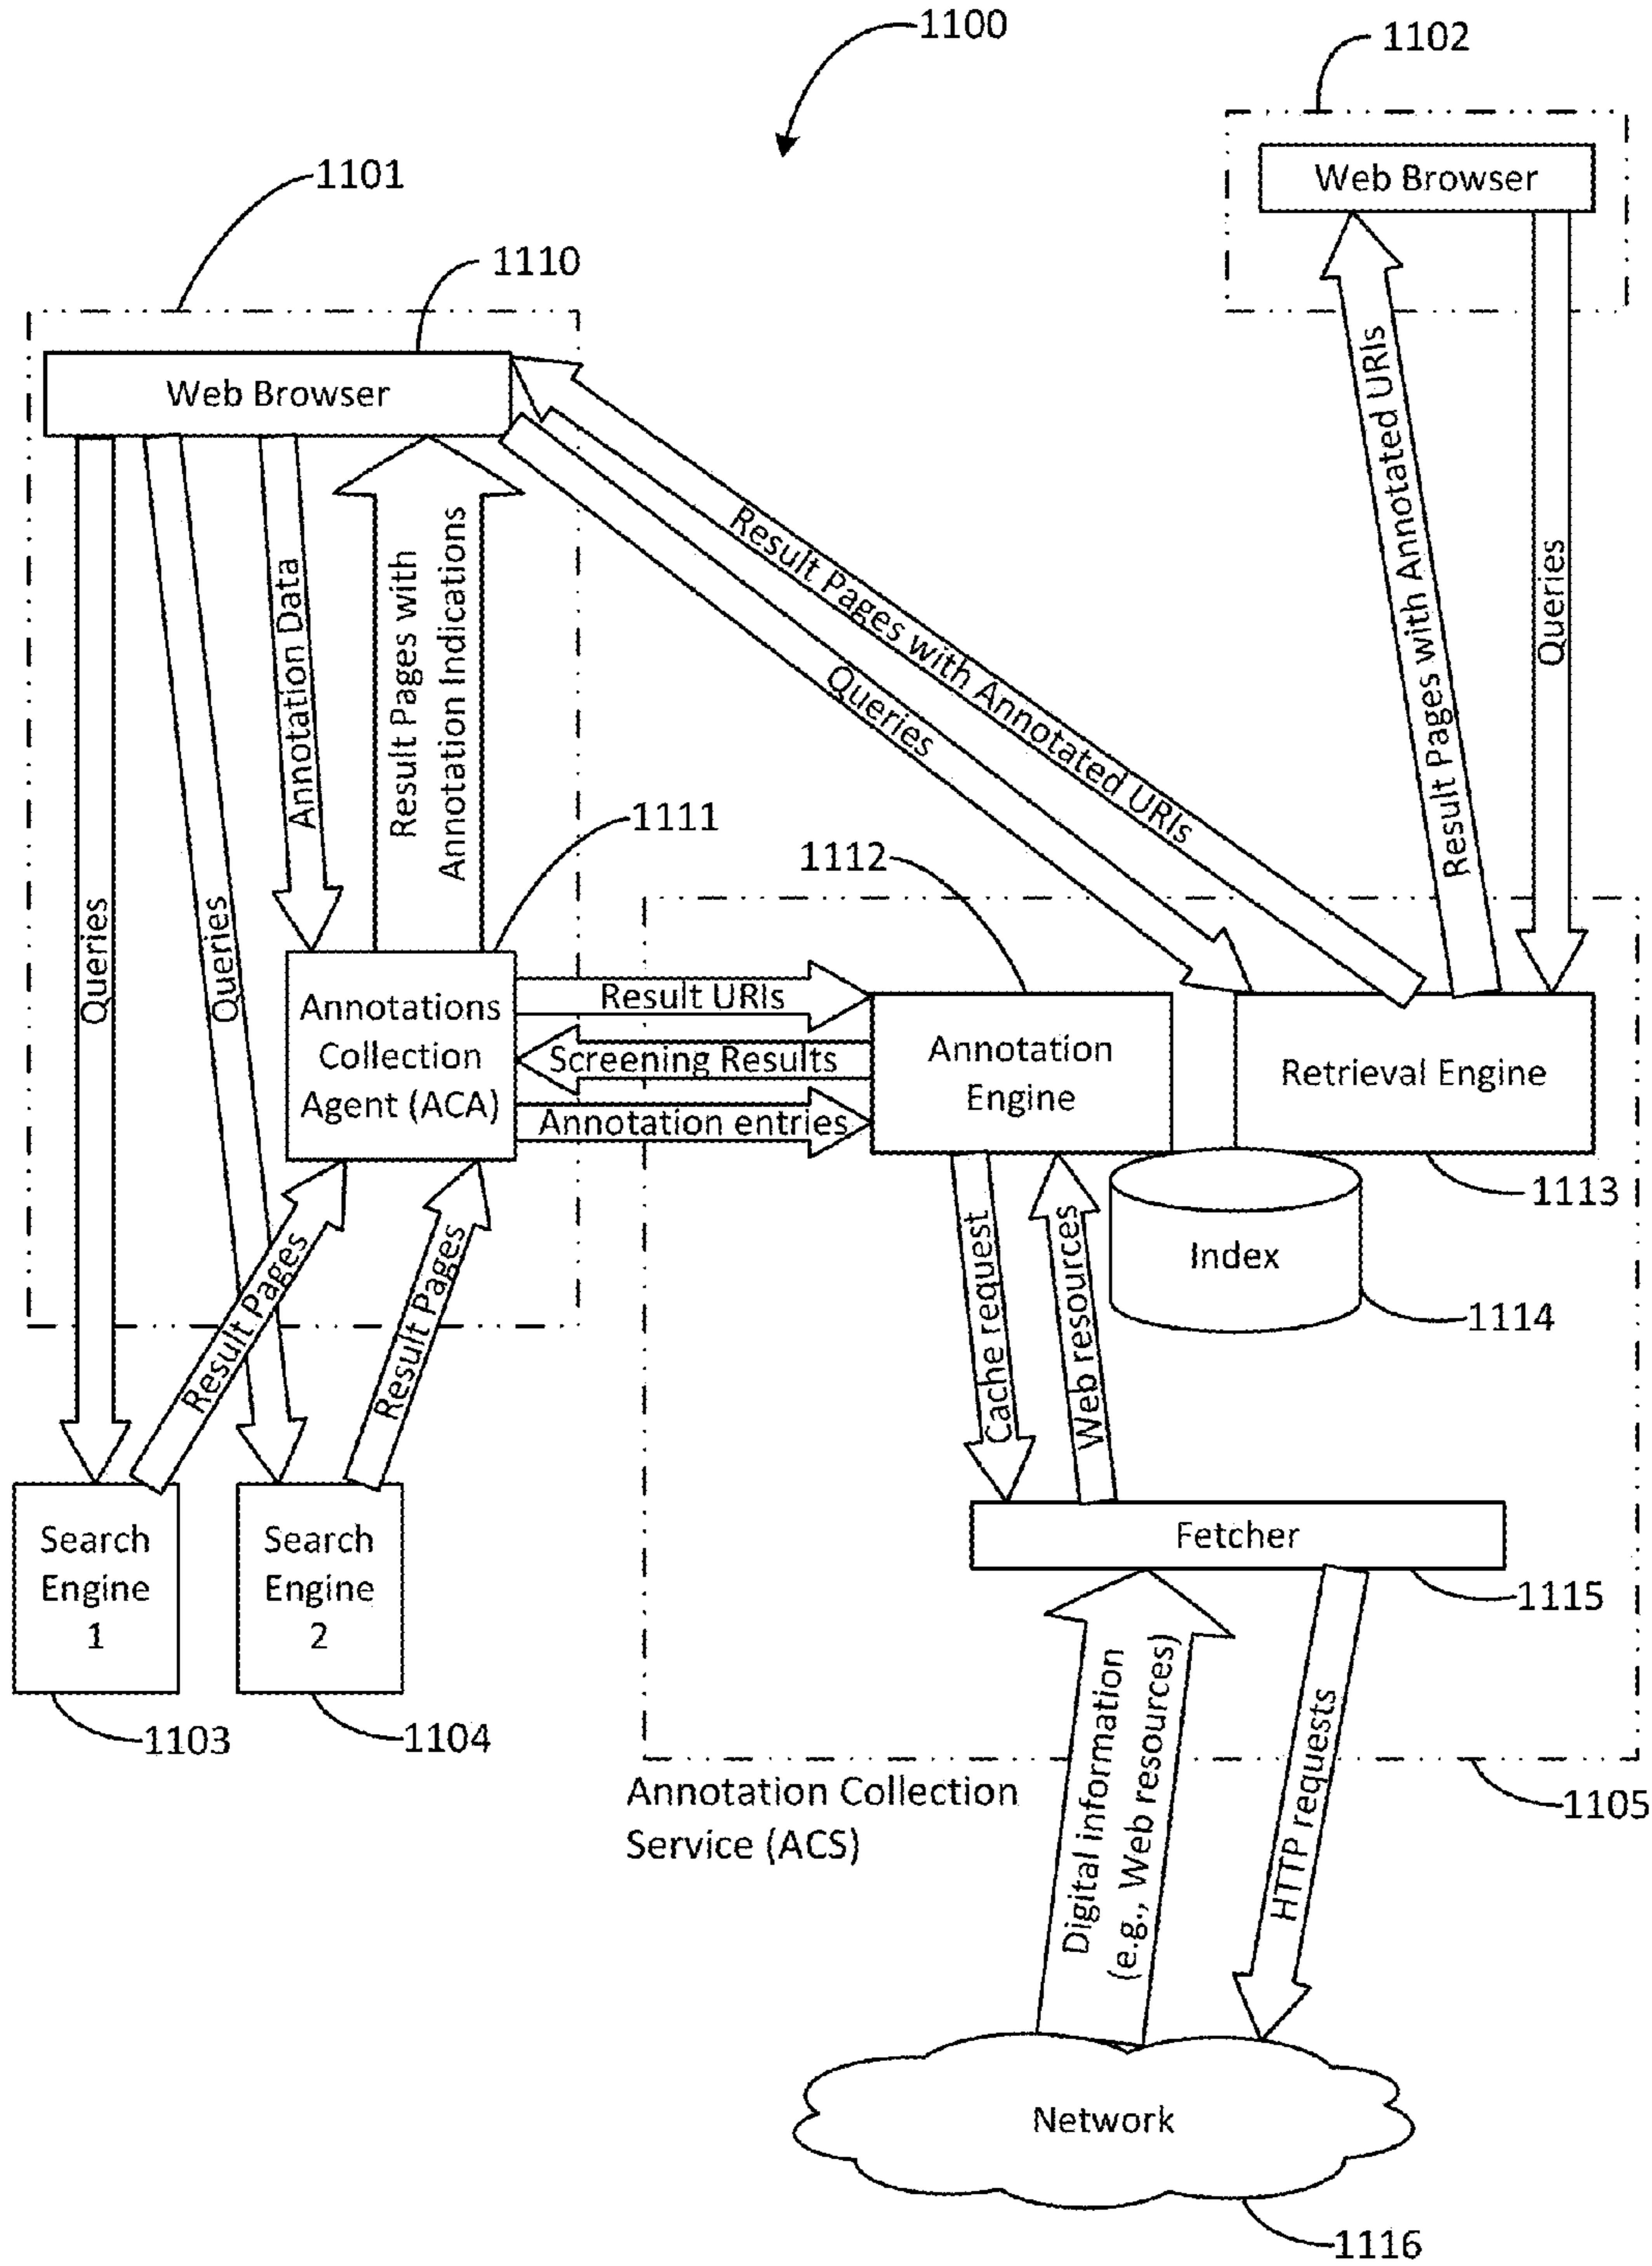 1100
1102
Web Browser
1101
1110
Web Browser
Result Pages with Annotated URIs
Queries
Queries
Queries
Annotation Data
Result Pages with
Annotation Indications
Result Pages with Annotated URIs
Queries
1111
1112
Annotations
Collection
Agent (ACA)
Result URIs
Screening Results
Annotation entries
Annotation
Engine
Retrieval Engine
1113
Index
1114
Result Pages
Result Pages
Cache request
Web resources
Search
Engine
1
Search
Engine
2
1103
1104
Fetcher
1115
Annotation Collection
Service (ACS)
1105
Digital information
(e.g., Web resources)
HTTP requests
Network
1116